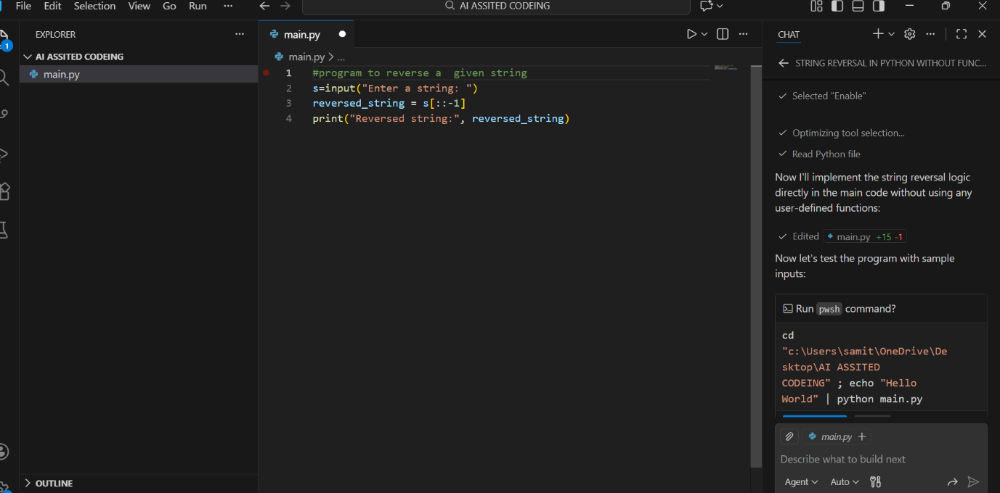 File Edit Selection View Go Run ··· AI ASSITED CODEING
EXPLORER ···
AI ASSITED CODEING
main.py
1
OUTLINE
main.py
main.py > ...
1 #program to reverse a  given string
2 s=input("Enter a string: ")
3 reversed_string = s[::-1]
4 print("Reversed string:", reversed_string)
CHAT
STRING REVERSAL IN PYTHON WITHOUT FUNC...
Selected "Enable"
Optimizing tool selection...
Read Python file
Now I'll implement the string reversal logic
directly in the main code without using any
user-defined functions:
Edited main.py +15 -1
Now let's test the program with sample
inputs:
Run pwsh command?
cd
"c:\Users\samit\OneDrive\De
sktop\AI ASSITED
CODEING" ; echo "Hello
World" | python main.py
main.py
Describe what to build next
Agent Auto